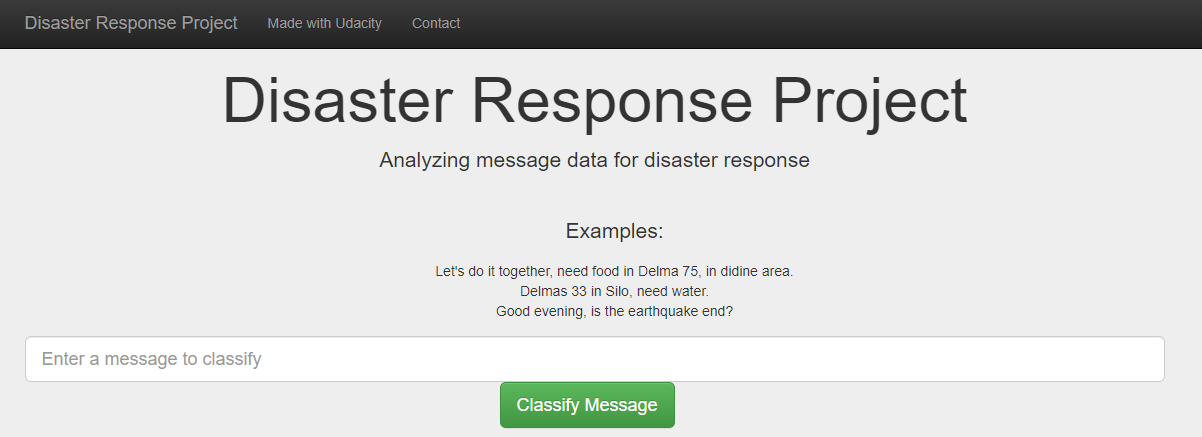 Disaster Response Project Made with Udacity Contact
Disaster Response Project
Analyzing message data for disaster response
Examples:
Let's do it together, need food in Delma 75, in didine area.
Delmas 33 in Silo, need water.
Good evening, is the earthquake end?
Enter a message to classify
Classify Message